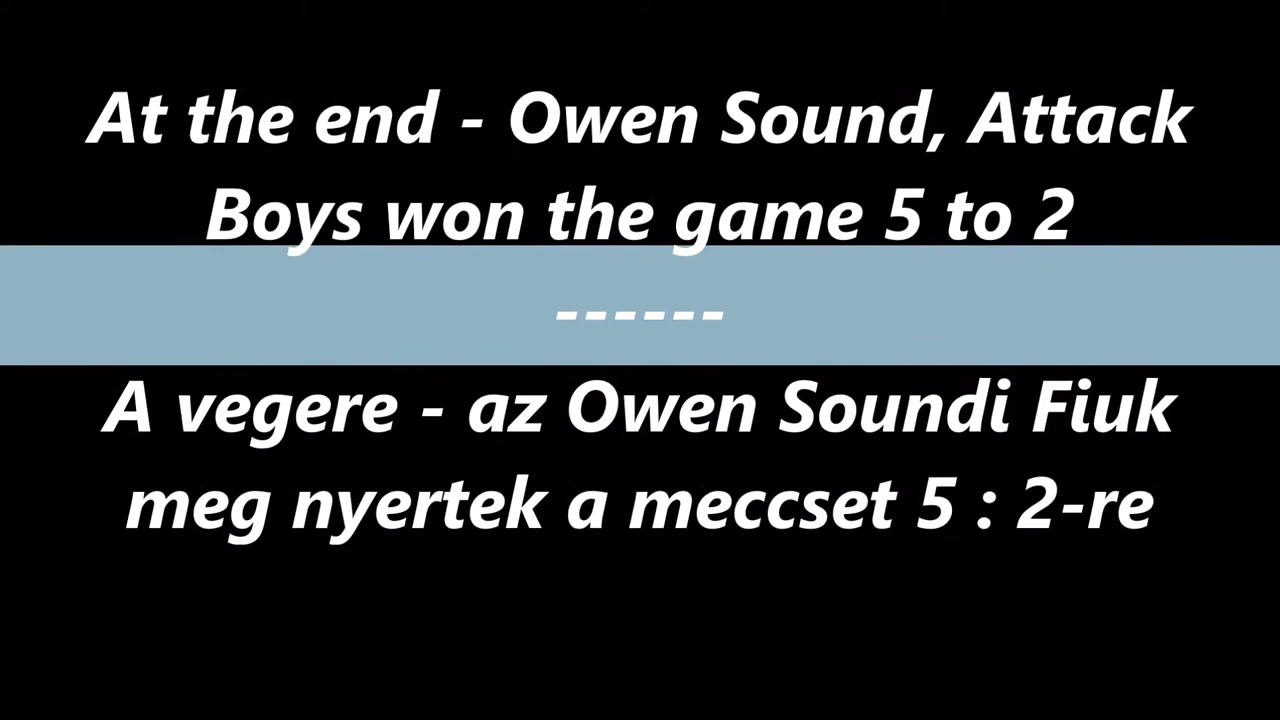 At the end - Owen Sound, Attack
Boys won the game 5 to 2
------
A vegere - az Owen Soundi Fiuk
meg nyertek a meccset 5 : 2-re